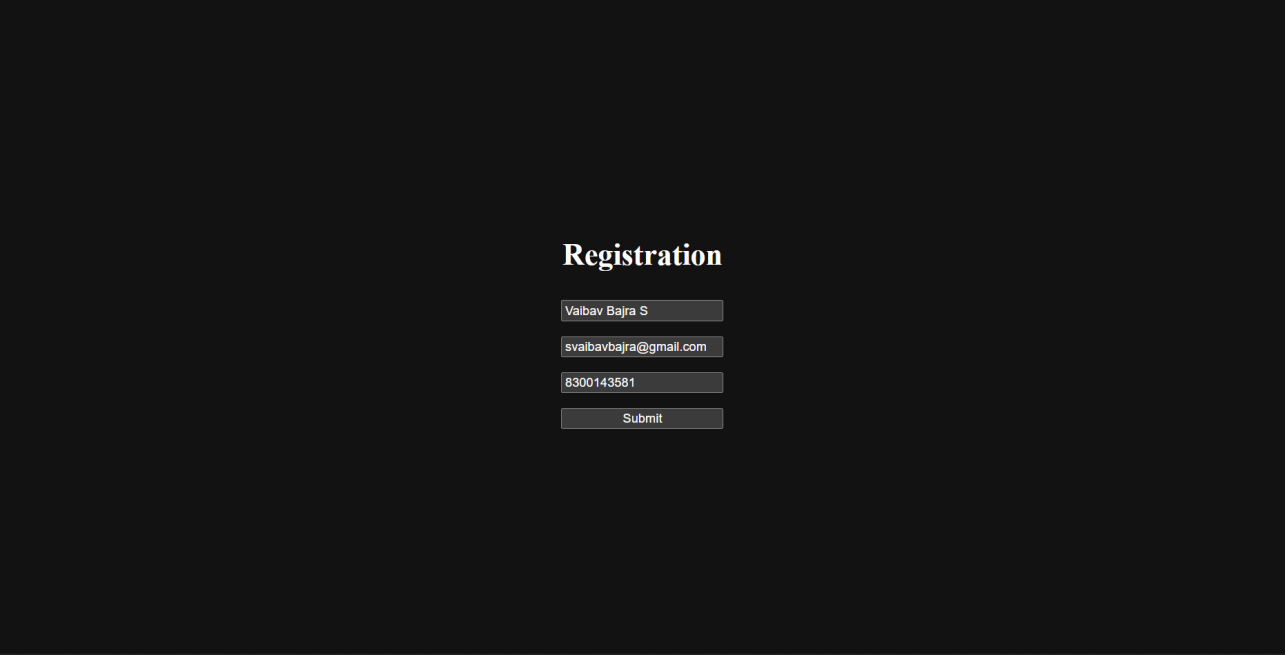 Registration
Vaibav Bajra S
svaibavbajra@gmail.com
8300143581
Submit